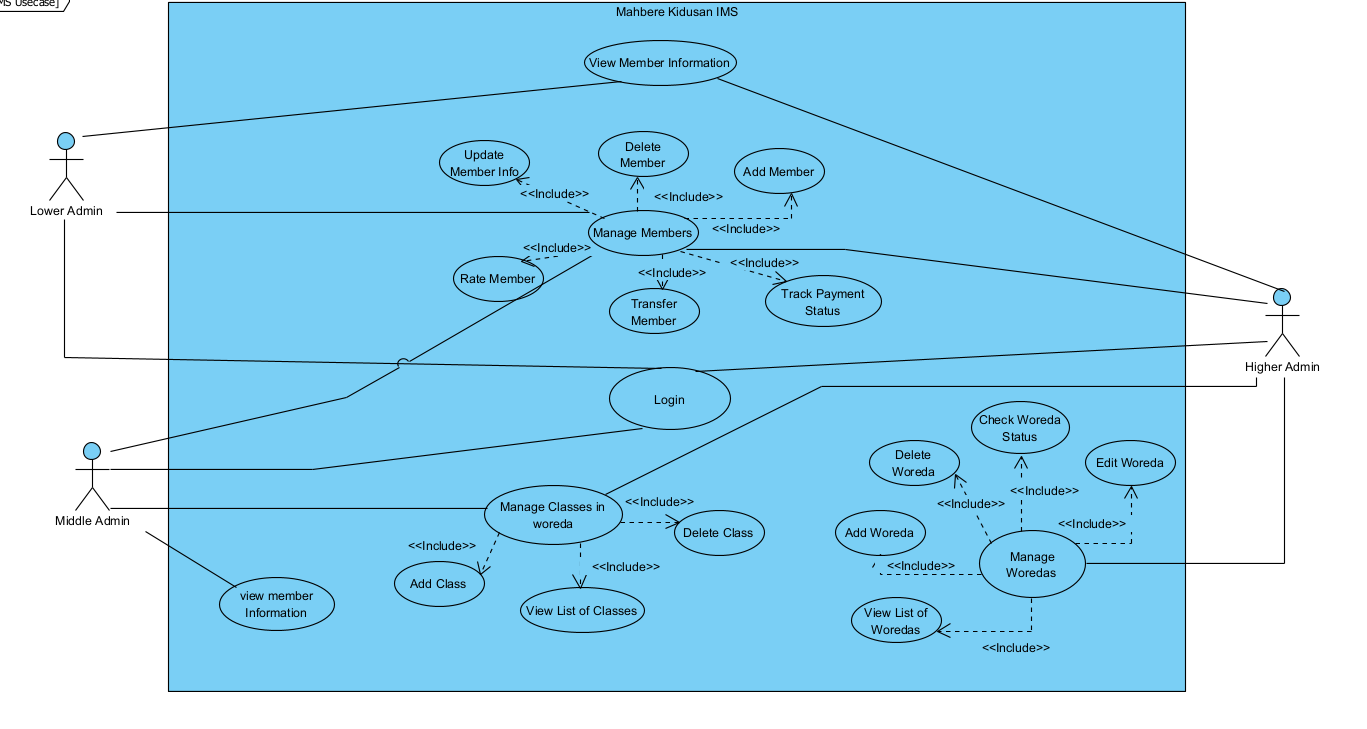 MS Usecase]
Mahbere Kidusan IMS
View Member Information
Update
Member Info
Delete
Member
Add Member
<<Include>>
<<Include>>
<<Include>>
Lower Admin
Manage Members
<<Include>>
<<Include>>
<<Include>>
Rate Member
Transfer
Member
Track Payment
Status
Higher Admin
Login
Check Woreda
Status
Delete
Woreda
Edit Woreda
<<Include>>
<<Include>>
<<Include>>
Middle Admin
Manage Classes in
woreda
<<Include>>
Delete Class
Add Woreda
<<Include>>
Manage
Woredas
<<Include>>
<<Include>>
Add Class
View List of Classes
view member
Information
View List of
Woredas
<<Include>>